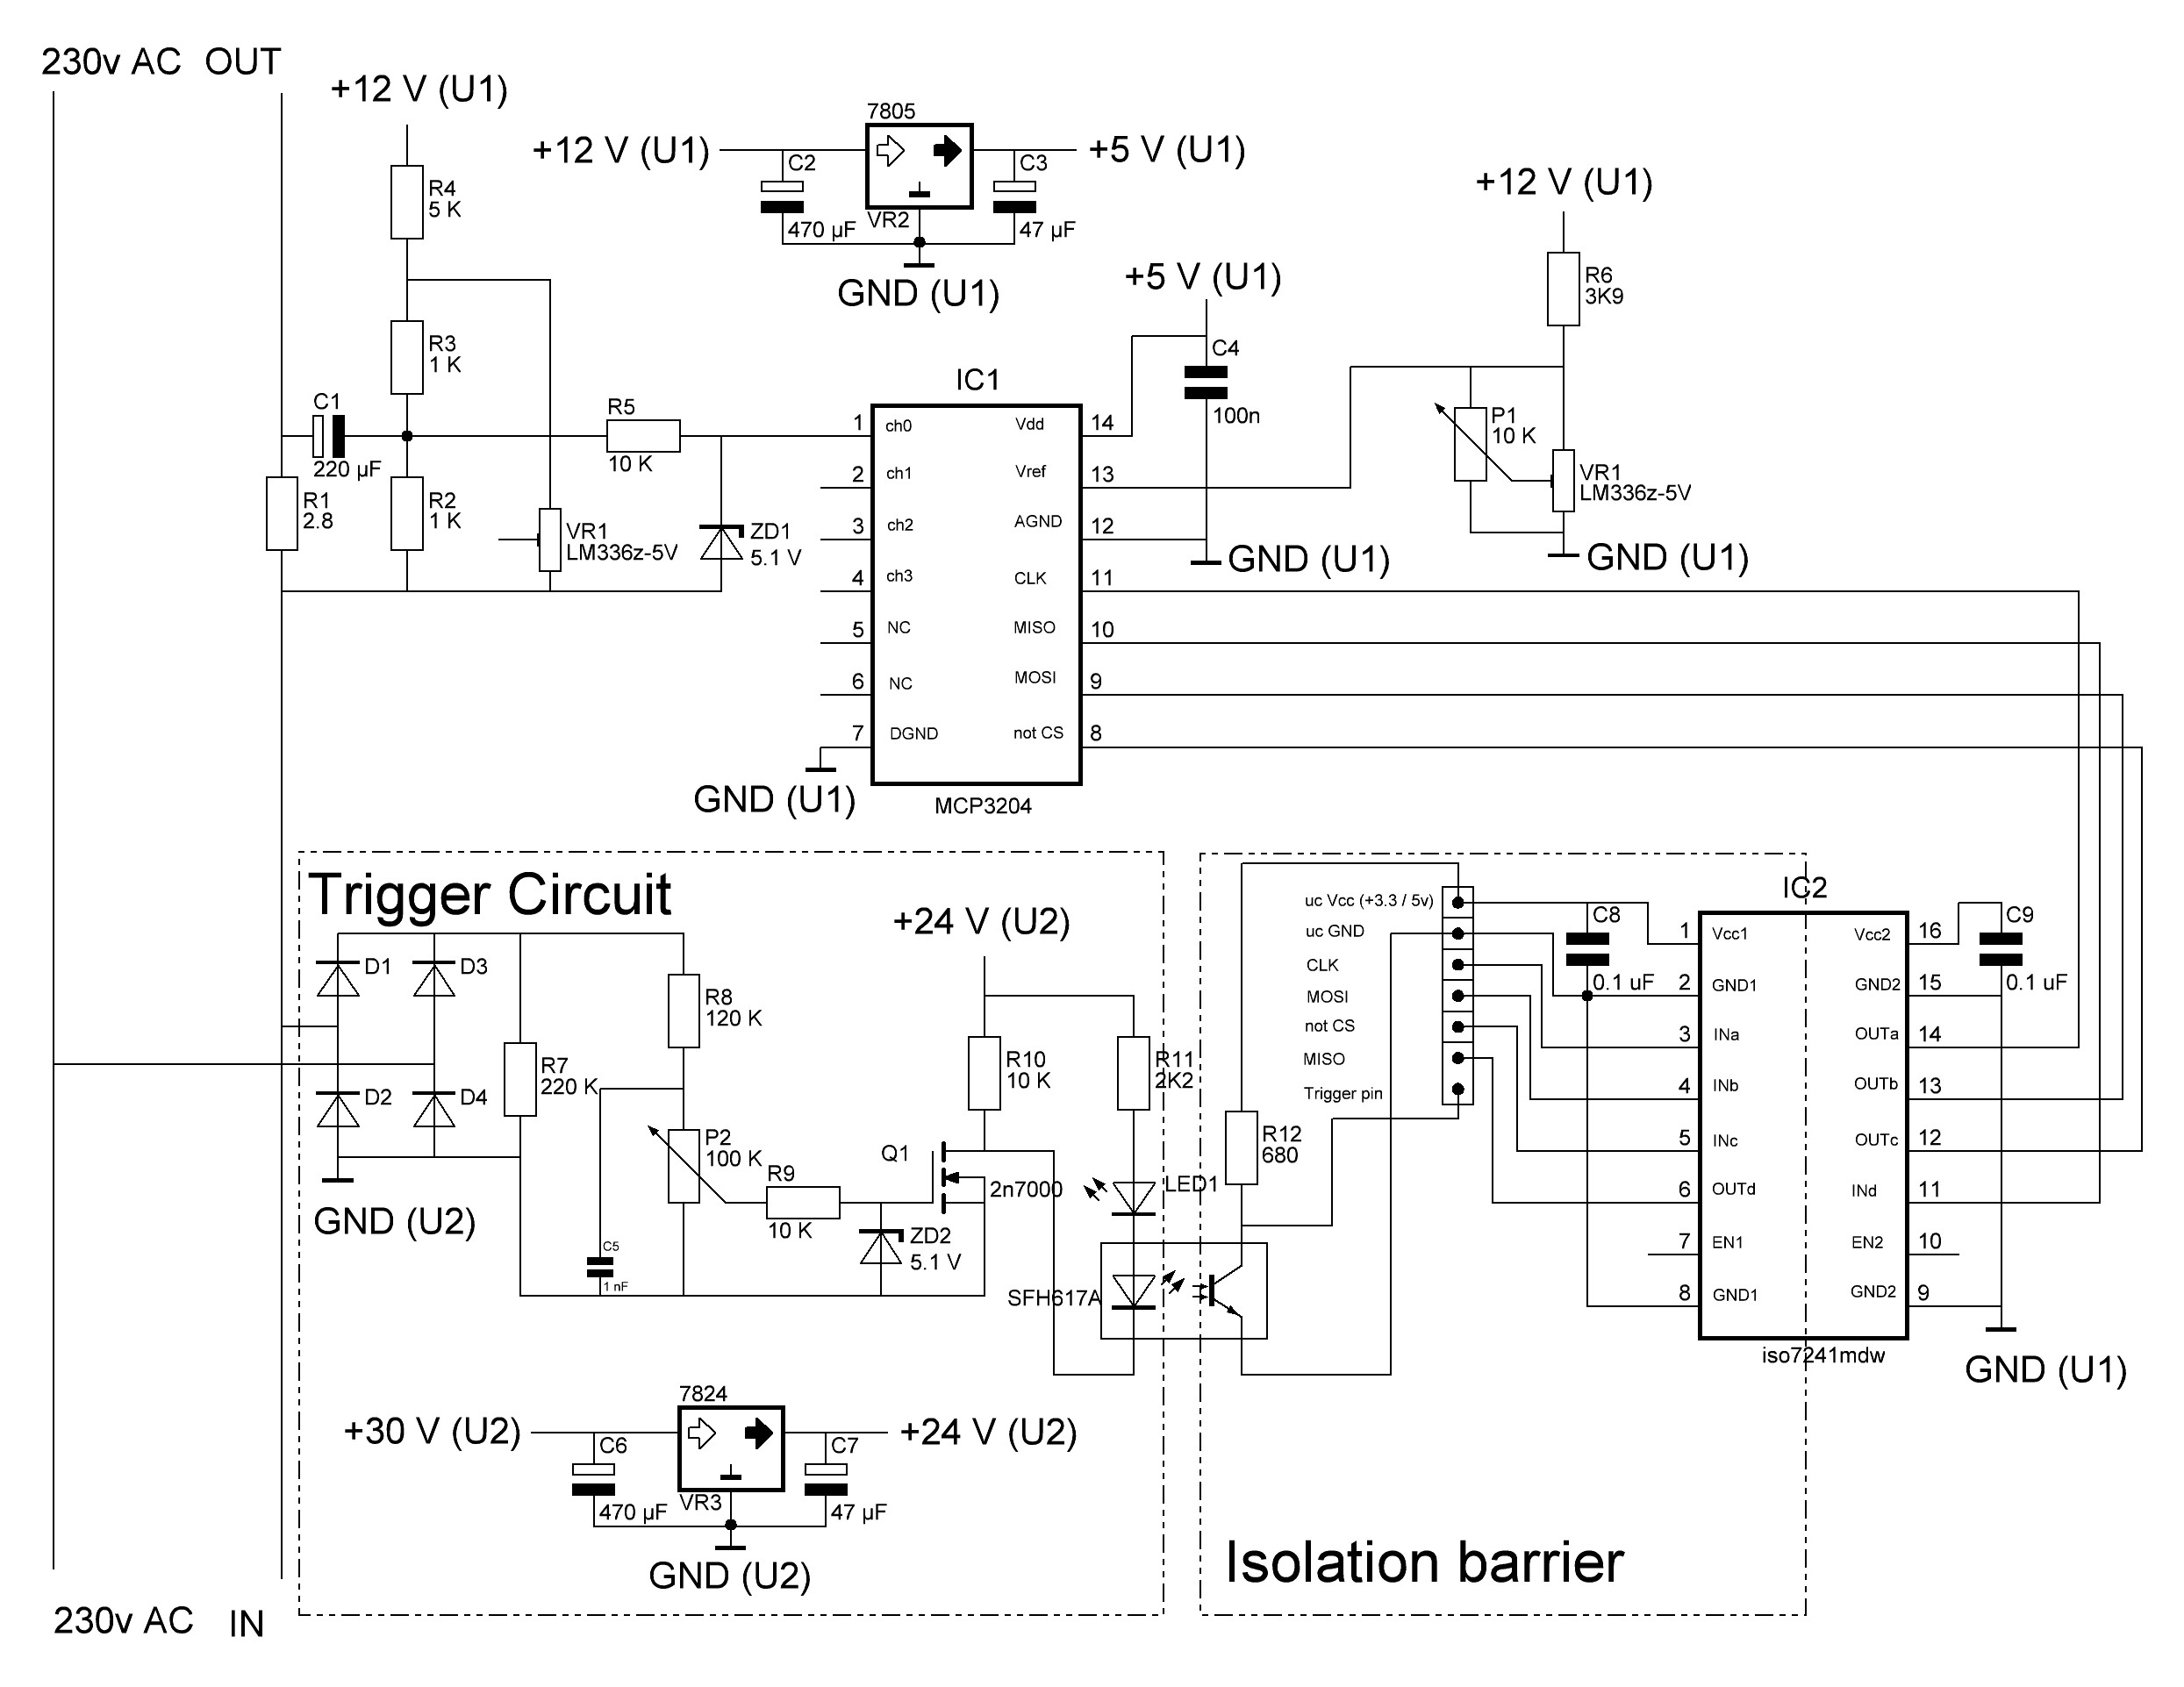 230v AC OUT
+12 V (U1)
R4
5 K
R3
1 K
C1
220 µF
R1
2.8
R2
1 K
VR1
LM336z-5V
R5
10 K
ZD1
5.1 V
+12 V (U1)
C2
470 µF
7805
VR2
C3
47 µF
+5 V (U1)
GND (U1)
+5 V (U1)
C4
100n
GND (U1)
+12 V (U1)
R6
3K9
P1
10 K
VR1
LM336z-5V
GND (U1)
IC1
1 ch0 Vdd 14
2 ch1 Vref 13
3 ch2 AGND 12
4 ch3 CLK 11
5 NC MISO 10
6 NC MOSI 9
7 DGND not CS 8
GND (U1)
MCP3204
Trigger Circuit
D1
D3
D2
D4
GND (U2)
R7
220 K
R8
120 K
P2
100 K
C5
1 nF
R9
10 K
ZD2
5.1 V
Q1
2n7000
+24 V (U2)
R10
10 K
R11
2K2
LED1
SFH617A
+30 V (U2)
C6
470 µF
7824
VR3
C7
47 µF
+24 V (U2)
GND (U2)
uc Vcc (+3.3 / 5v)
uc GND
CLK
MOSI
not CS
MISO
Trigger pin
R12
680
C8
0.1 uF
IC2
1 Vcc1 Vcc2 16
2 GND1 GND2 15
3 INa OUTa 14
4 INb OUTb 13
5 INc OUTc 12
6 OUTd INd 11
7 EN1 EN2 10
8 GND1 GND2 9
iso7241mdw
C9
0.1 uF
GND (U1)
Isolation barrier
230v AC IN